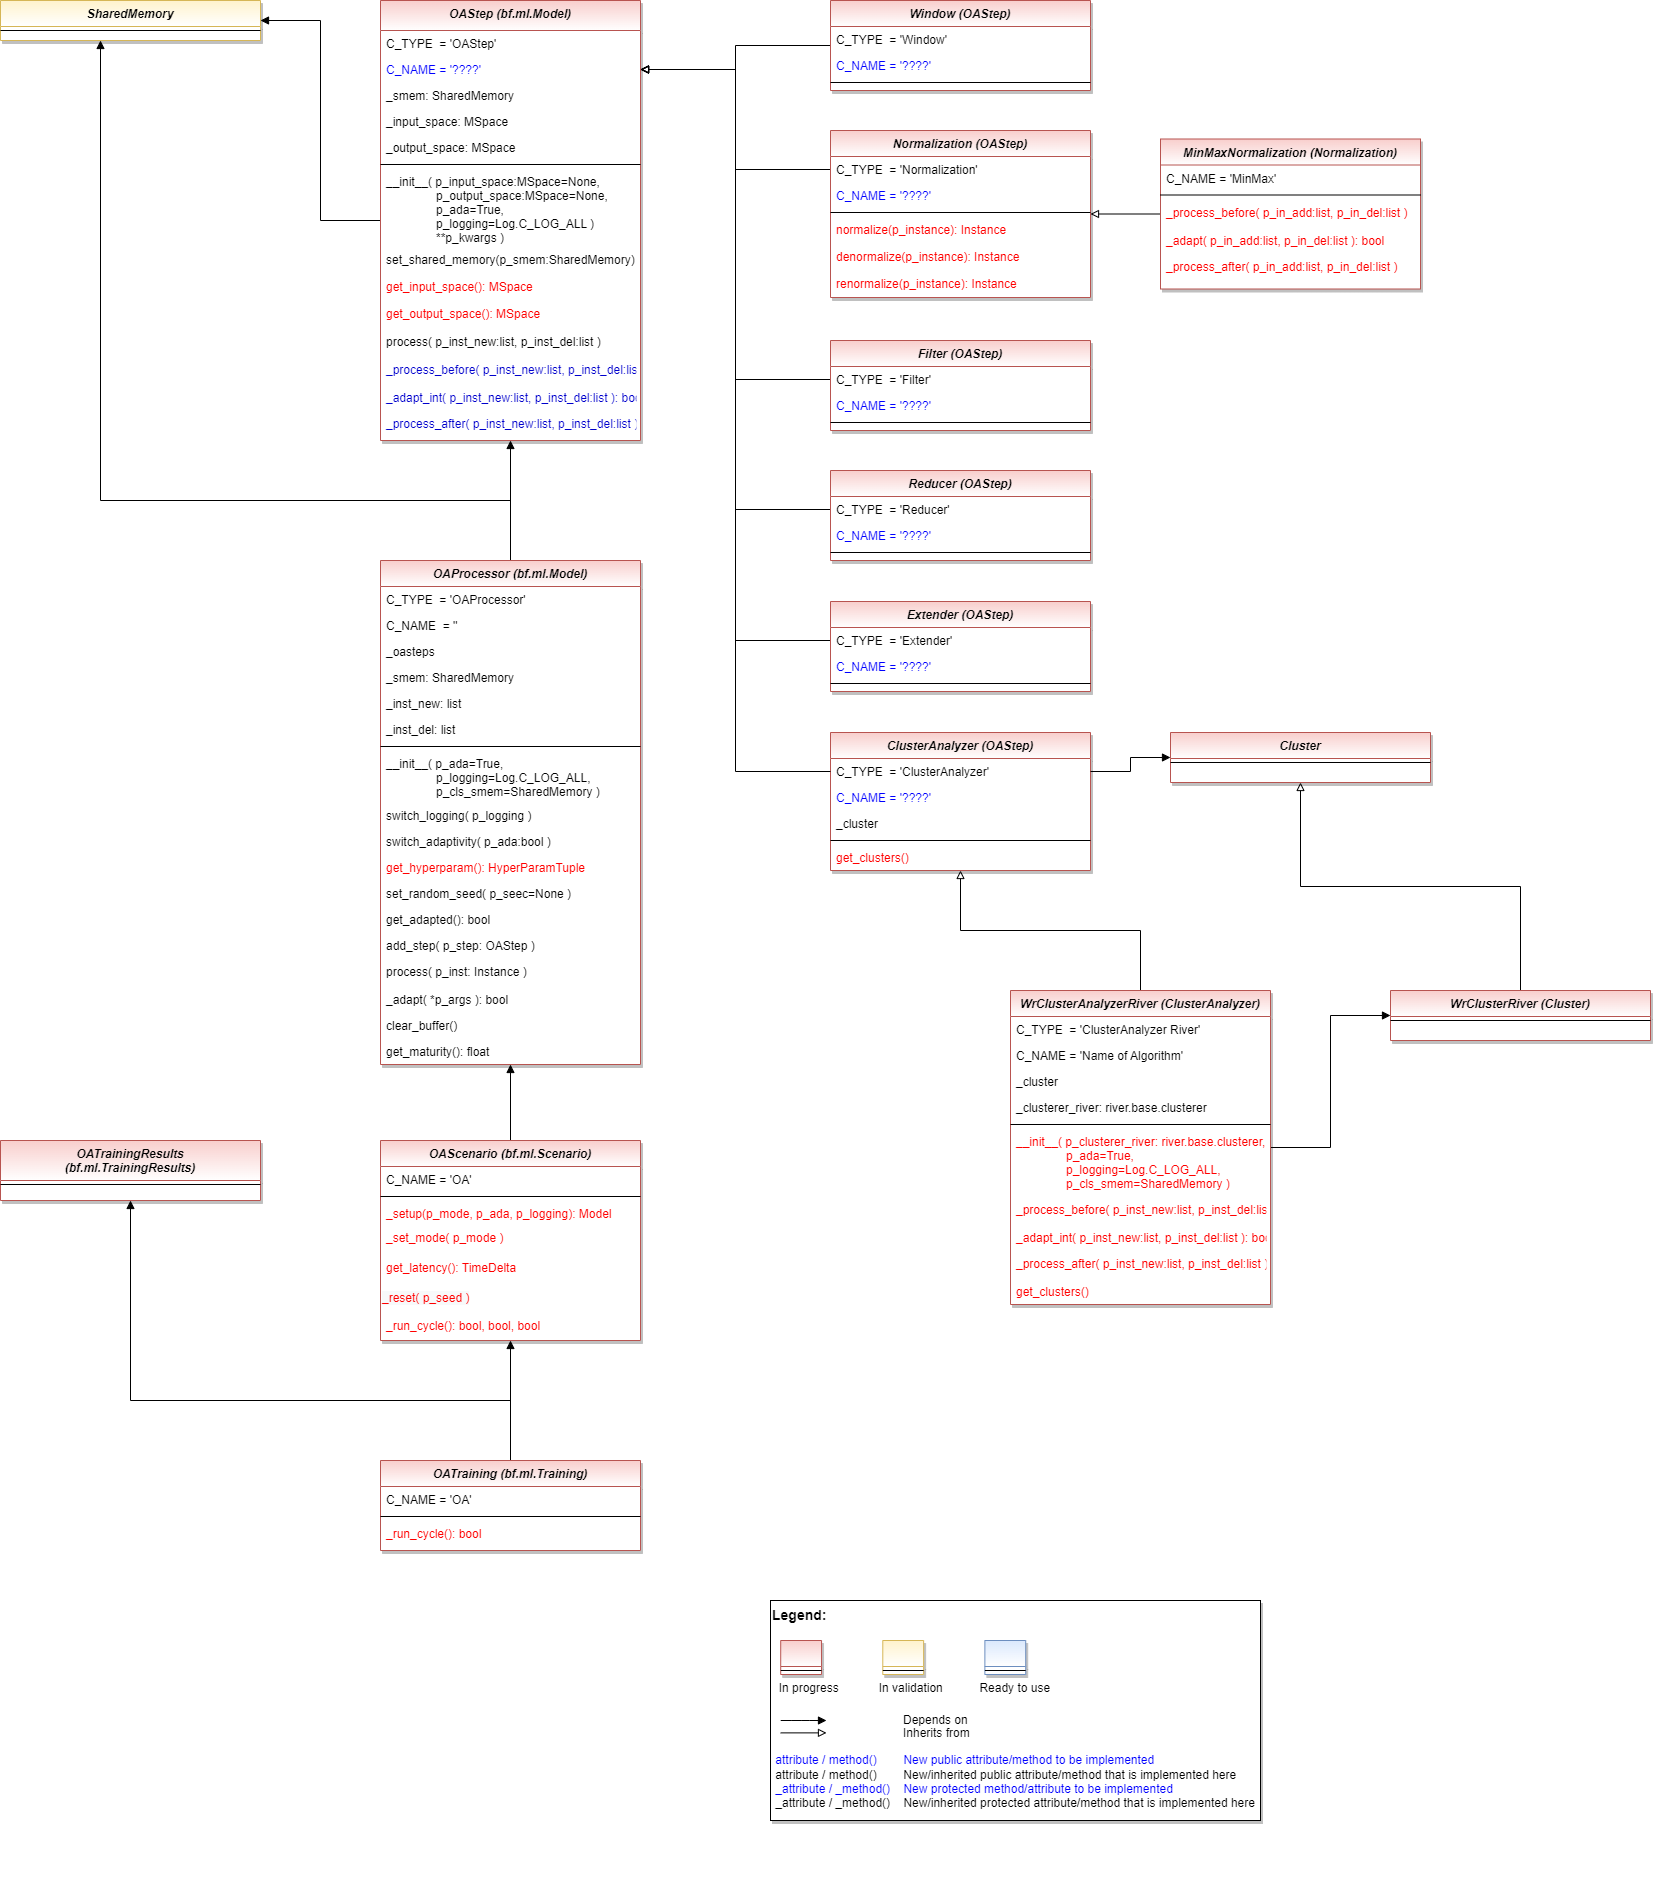 SharedMemory
OAStep (bf.ml.Model)
C_TYPE = 'OAStep'
C_NAME = '????'
_smem: SharedMemory
_input_space: MSpace
_output_space: MSpace
__init__( p_input_space:MSpace=None,
p_output_space:MSpace=None,
p_ada=True,
p_logging=Log.C_LOG_ALL )
**p_kwargs )
set_shared_memory(p_smem:SharedMemory)
get_input_space(): MSpace
get_output_space(): MSpace
process( p_inst_new:list, p_inst_del:list )
_process_before( p_inst_new:list, p_inst_del:lis
_adapt_int( p_inst_new:list, p_inst_del:list ): boo
_process_after( p_inst_new:list, p_inst_del:list )
Window (OAStep)
C_TYPE = 'Window'
C_NAME = '????'
Normalization (OAStep)
C_TYPE = 'Normalization'
C_NAME = '????'
normalize(p_instance): Instance
denormalize(p_instance): Instance
renormalize(p_instance): Instance
MinMaxNormalization (Normalization)
C_NAME = 'MinMax'
_process_before( p_in_add:list, p_in_del:list )
_adapt( p_in_add:list, p_in_del:list ): bool
_process_after( p_in_add:list, p_in_del:list )
Filter (OAStep)
C_TYPE = 'Filter'
C_NAME = '????'
Reducer (OAStep)
C_TYPE = 'Reducer'
C_NAME = '????'
Extender (OAStep)
C_TYPE = 'Extender'
C_NAME = '????'
ClusterAnalyzer (OAStep)
C_TYPE = 'ClusterAnalyzer'
C_NAME = '????'
_cluster
get_clusters()
Cluster
OAProcessor (bf.ml.Model)
C_TYPE = 'OAProcessor'
C_NAME = ''
_oasteps
_smem: SharedMemory
_inst_new: list
_inst_del: list
__init__( p_ada=True,
p_logging=Log.C_LOG_ALL,
p_cls_smem=SharedMemory )
switch_logging( p_logging )
switch_adaptivity( p_ada:bool )
get_hyperparam(): HyperParamTuple
set_random_seed( p_seec=None )
get_adapted(): bool
add_step( p_step: OAStep )
process( p_inst: Instance )
_adapt( *p_args ): bool
clear_buffer()
get_maturity(): float
WrClusterAnalyzerRiver (ClusterAnalyzer)
C_TYPE = 'ClusterAnalyzer River'
C_NAME = 'Name of Algorithm'
_cluster
_clusterer_river: river.base.clusterer
__init__( p_clusterer_river: river.base.clusterer,
p_ada=True,
p_logging=Log.C_LOG_ALL,
p_cls_smem=SharedMemory )
_process_before( p_inst_new:list, p_inst_del:lis
_adapt_int( p_inst_new:list, p_inst_del:list ): boo
_process_after( p_inst_new:list, p_inst_del:list )
get_clusters()
WrClusterRiver (Cluster)
OATrainingResults
(bf.ml.TrainingResults)
OAScenario (bf.ml.Scenario)
C_NAME = 'OA'
_setup(p_mode, p_ada, p_logging): Model
_set_mode( p_mode )
get_latency(): TimeDelta
_reset( p_seed )
_run_cycle(): bool, bool, bool
OATraining (bf.ml.Training)
C_NAME = 'OA'
_run_cycle(): bool
Legend:
In progress In validation Ready to use
Depends on
Inherits from
attribute / method() New public attribute/method to be implemented
attribute / method() New/inherited public attribute/method that is implemented here
_attribute / _method() New protected method/attribute to be implemented
_attribute / _method() New/inherited protected attribute/method that is implemented here